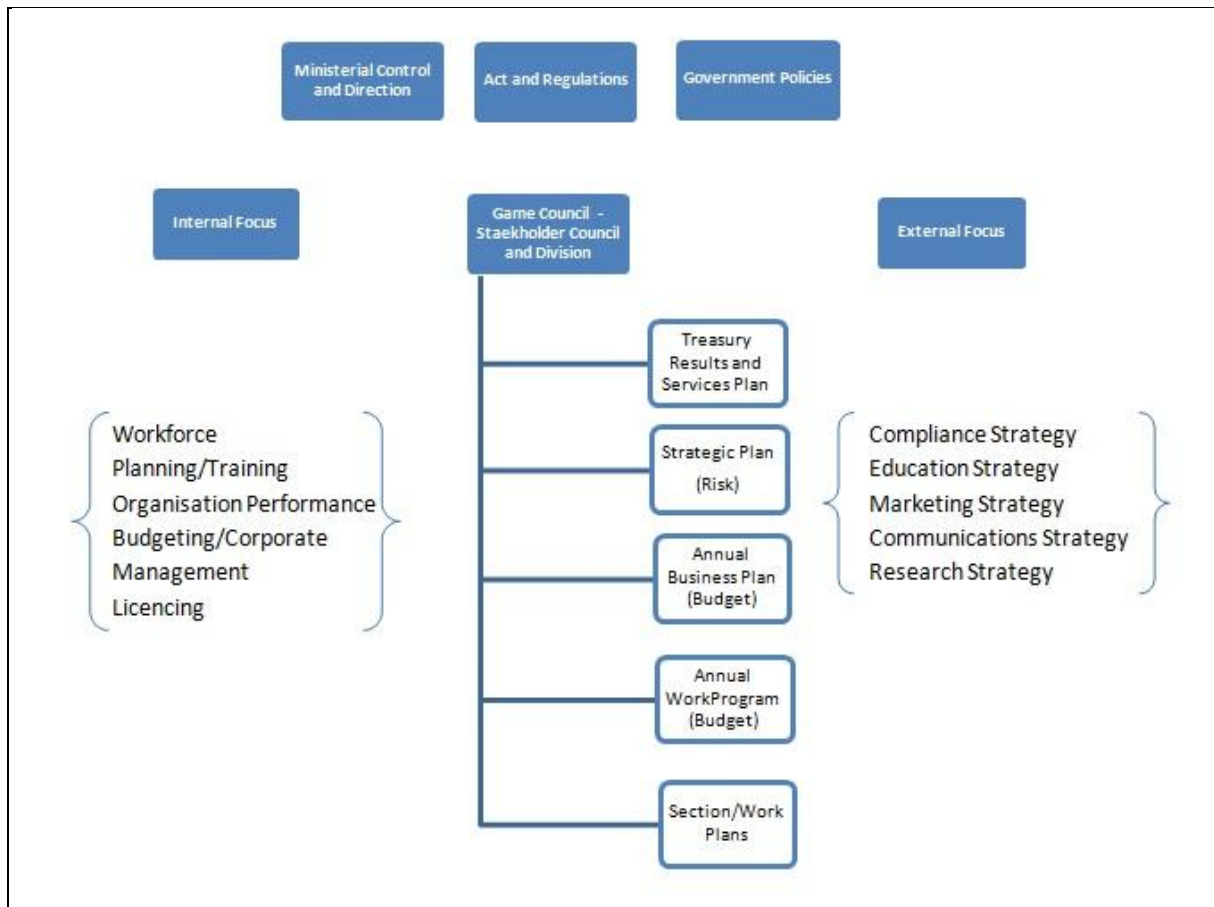 Ministerial Control
and Direction
Act and Regulations
Government Policies
Internal Focus
Game Council -
Staekholder Council
and Division
External Focus
Treasury
Results and
Services Plan
Strategic Plan
(Risk)
Annual
Business Plan
(Budget)
Annual
WorkProgram
(Budget)
Section/Work
Plans
Workforce
Planning/Training
Organisation Performance
Budgeting/Corporate
Management
Licencing
Compliance Strategy
Education Strategy
Marketing Strategy
Communications Strategy
Research Strategy